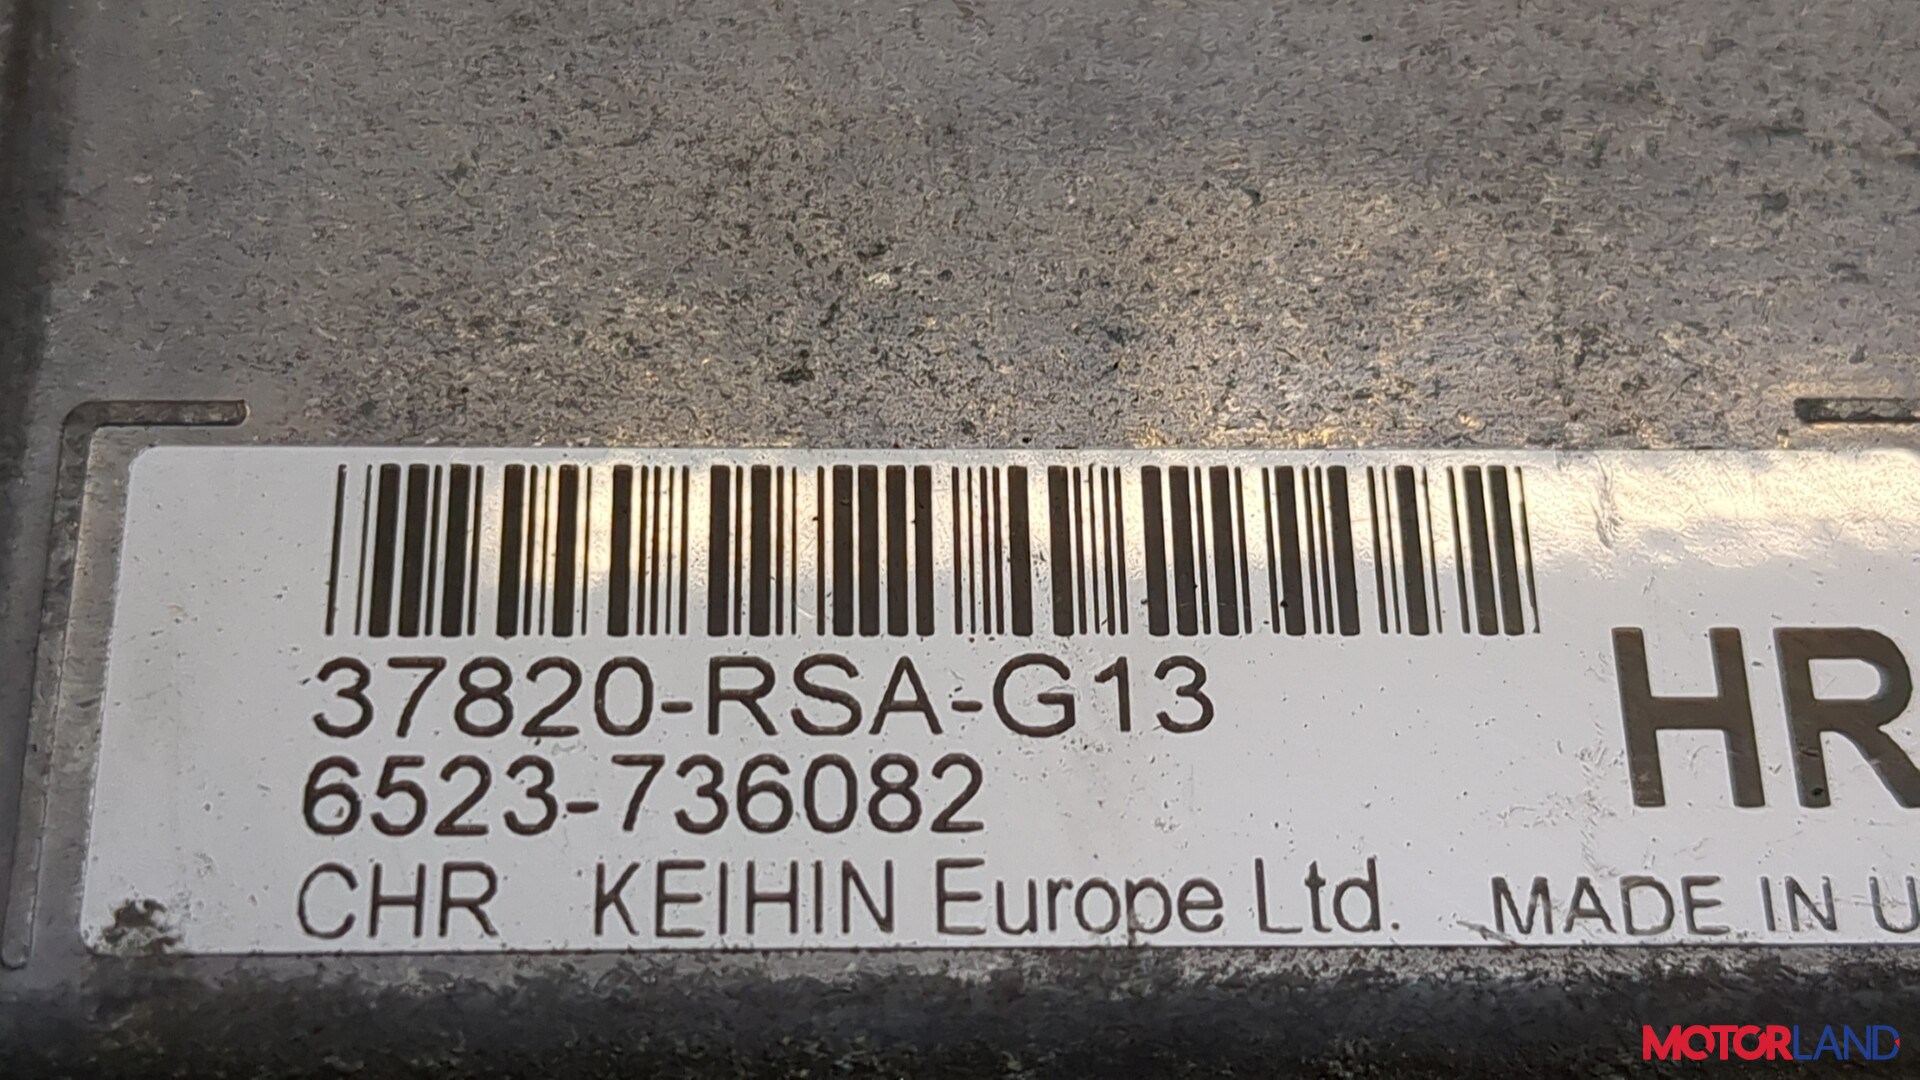 37820-RSA-G13
6523-736082
HR
CHR KEIHIN Europe Ltd. MADE IN U
MOTORLAND